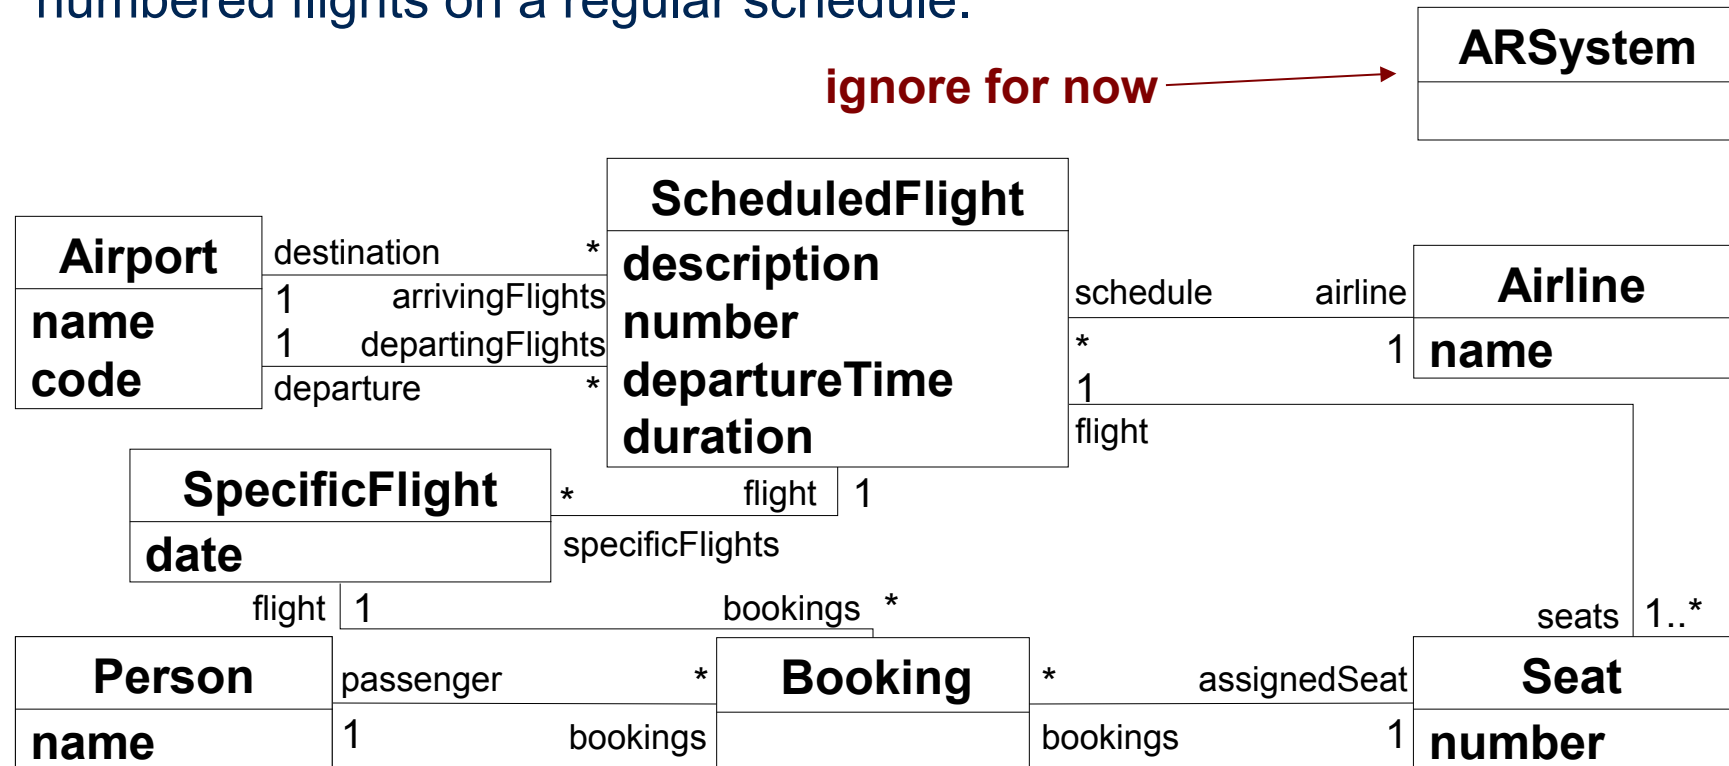 numbered flights on a regular schedule.
ARSystem
ignore for now
ScheduledFlight
description
number
departureTime
duration
Airport
name
code
destination *
1 arrivingFlights
1 departingFlights
departure *
schedule airline
* 1
Airline
name
1
flight
SpecificFlight
date
* flight 1
specificFlights
flight 1 bookings *
seats 1..*
Person
name
passenger *
1 bookings
Booking
* assignedSeat
bookings 1
Seat
number